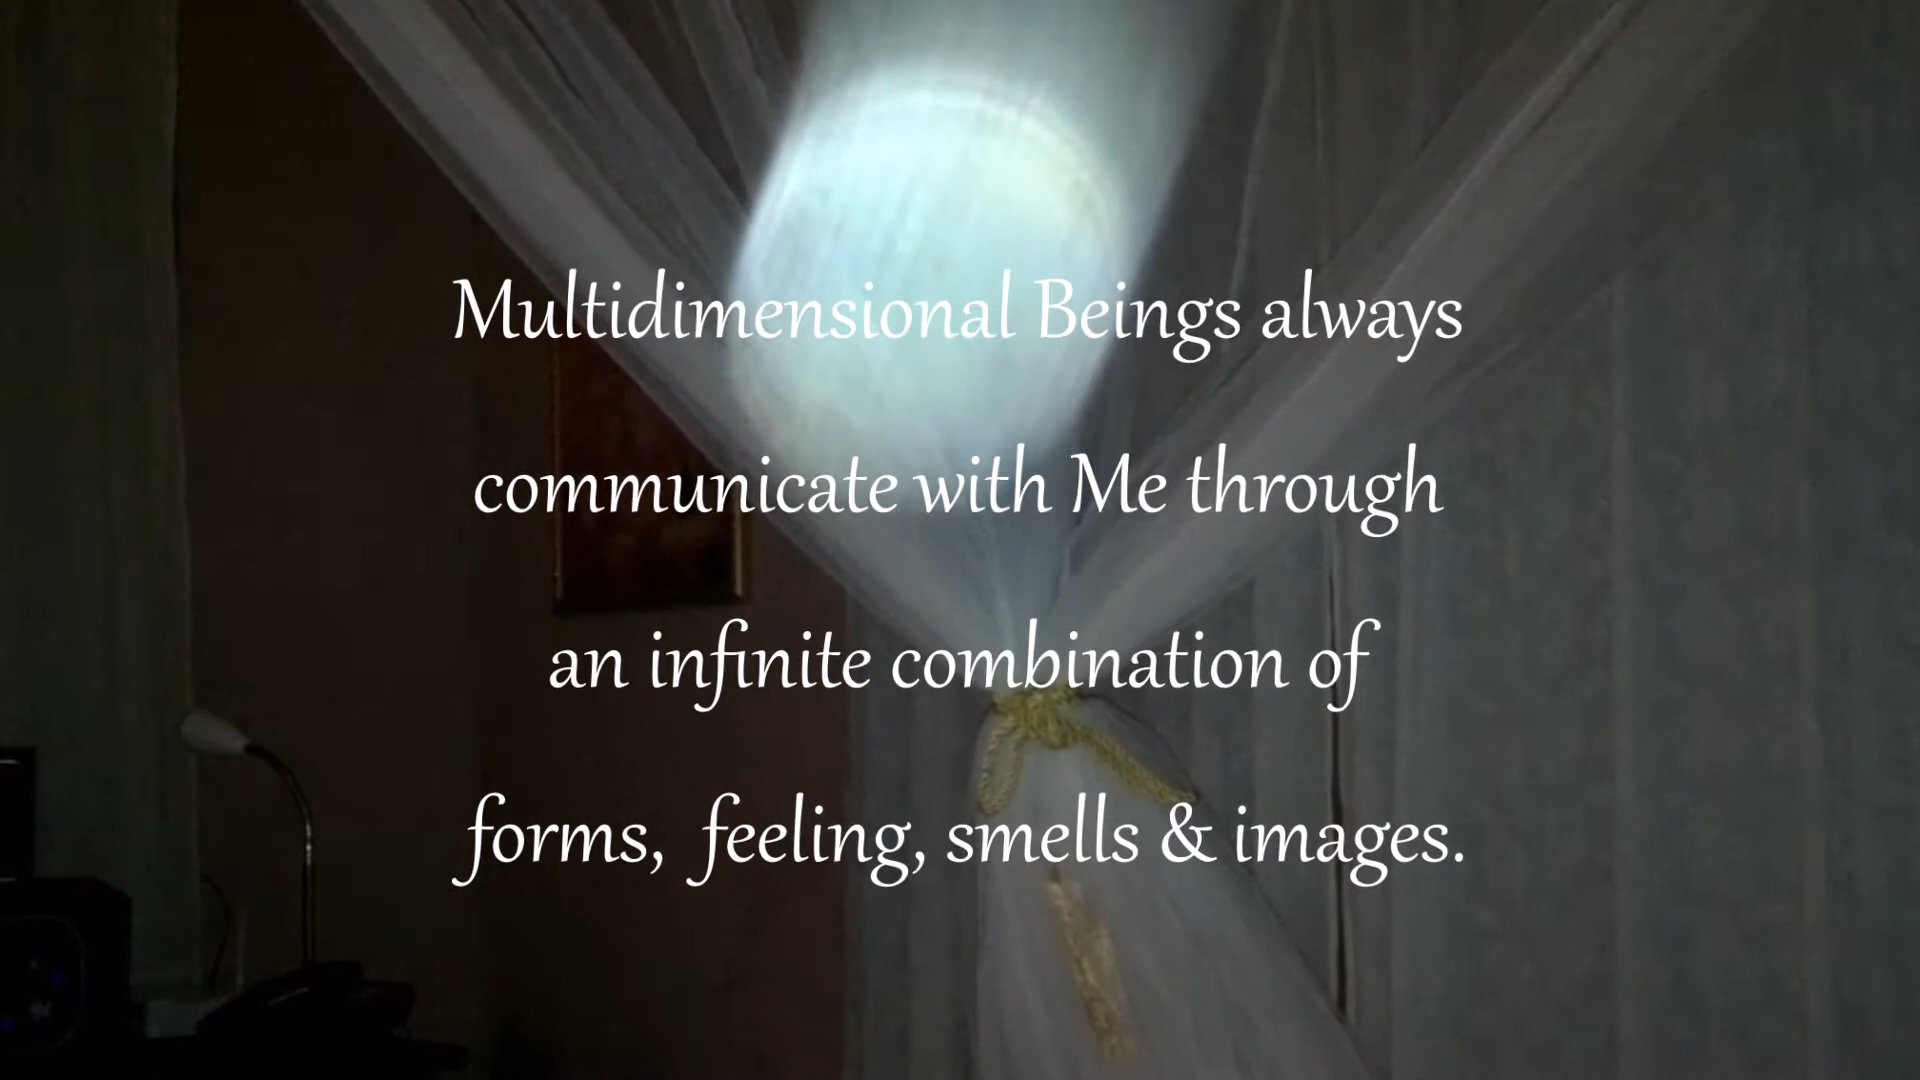 Multidimensional Beings always
communicate with Me through
an infinite combination of
forms,  feeling, smells & images.